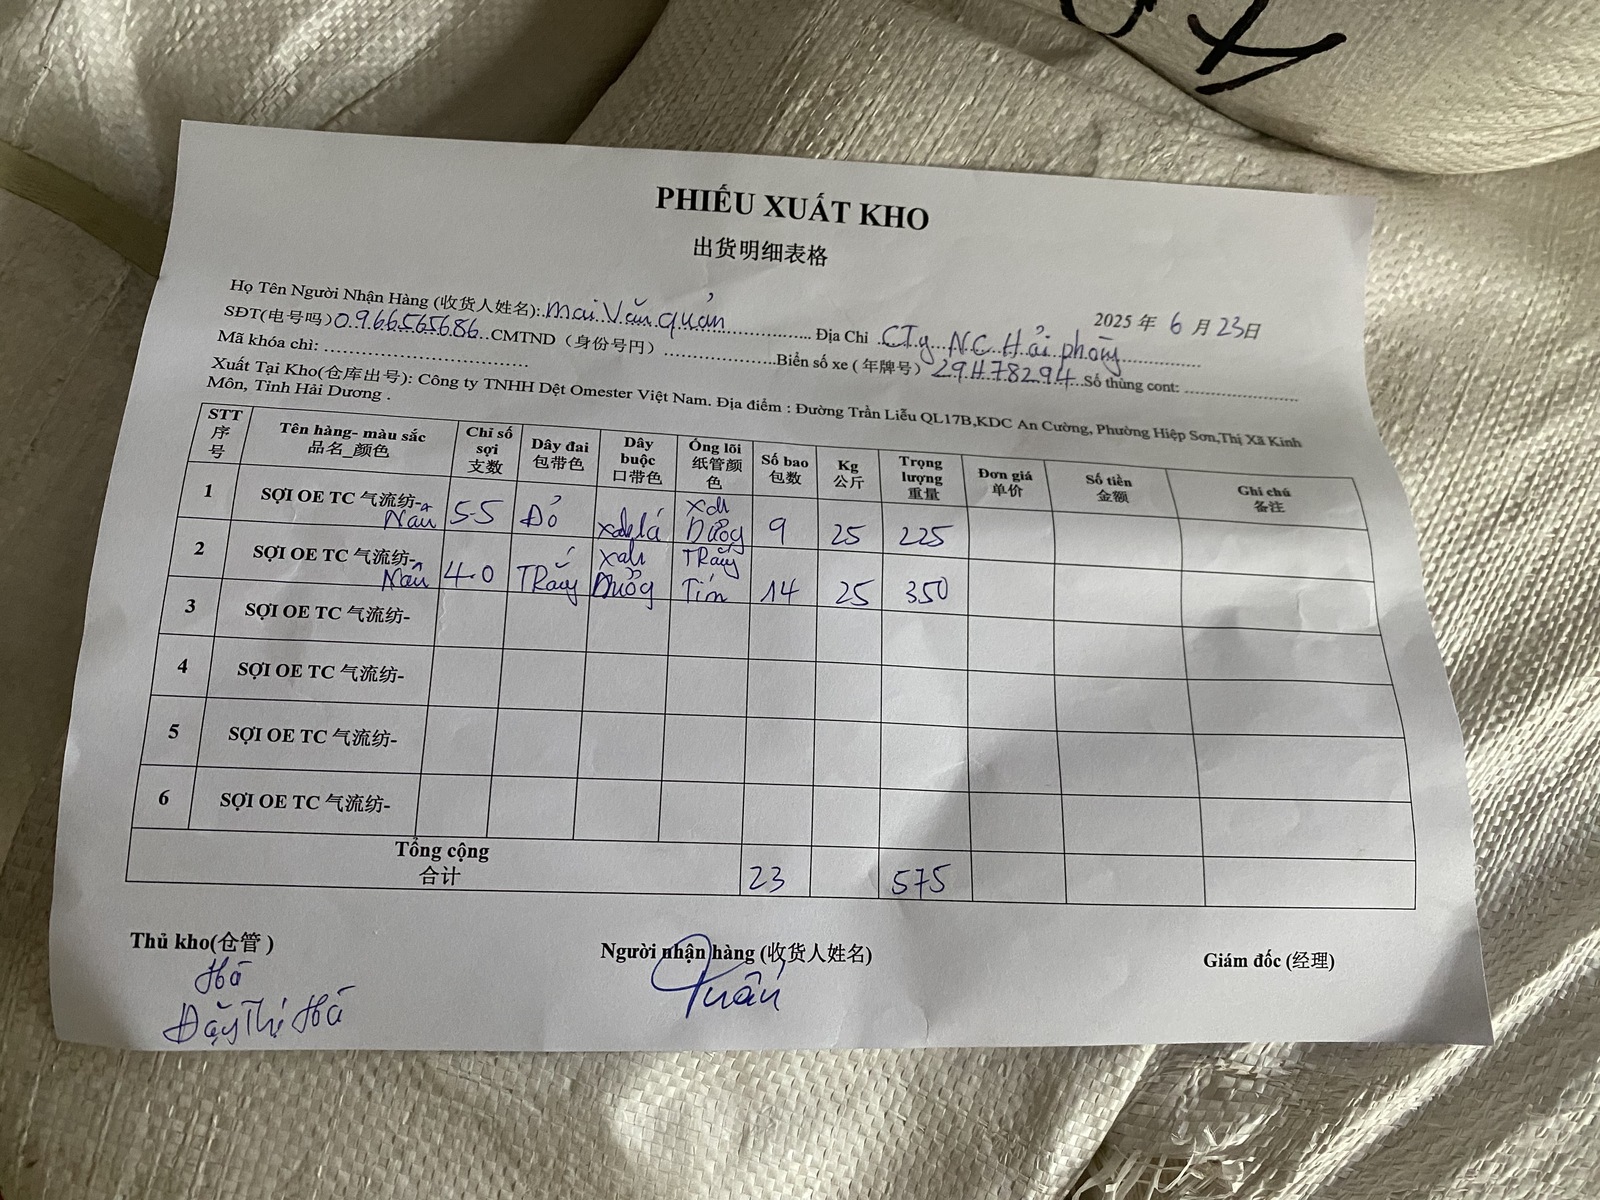 PHIẾU XUẤT KHO
出货明细表格
2025 年 6 月 23日
Họ Tên Người Nhận Hàng (收货人姓名): Mai Văn Quản Địa Chỉ CTy NC Hải phòng
SĐT(电号吗) 0966565686 CMTND（身份号円） Biển số xe ( 年牌号） 29H78294 Số thùng cont:
Mã khóa chì:
Xuất Tại Kho(仓库出号): Công ty TNHH Dệt Omester Việt Nam. Địa điểm : Đường Trần Liễu QL17B,KDC An Cường, Phường Hiệp Sơn,Thị Xã Kinh
Môn, Tỉnh Hải Dương .
STT 序号 Tên hàng- màu sắc 品名_颜色 Chỉ số sợi 支数 Dây đai 包带色 Dây buộc 口带色 Ống lõi 纸管颜色 Số bao 包数 Kg 公斤 Trọng lượng 重量 Đơn giá 单价 Số tiền 金额 Ghi chú 备注
1 SỢI OE TC 气流纺- Nâu 5-5 Đỏ xah lá xah Dươg 9 25 225
2 SỢI OE TC 气流纺- Nâu 4-0 TRắng xah Dươg TRắng Tím 14 25 350
3 SỢI OE TC 气流纺-
4 SỢI OE TC 气流纺-
5 SỢI OE TC 气流纺-
6 SỢI OE TC 气流纺-
Tổng cộng 合计 23 575
Thủ kho(仓管 ) Người nhận hàng (收货人姓名) Giám đốc (经理)
Hà
Đặng Thị Hà